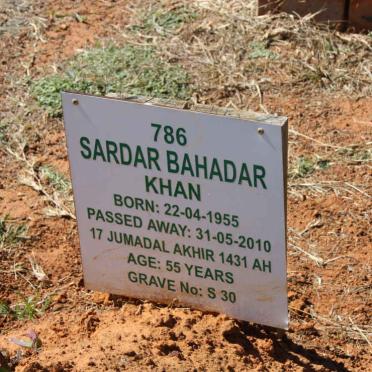 786
SARDAR BAHADAR
KHAN
BORN: 22-04-1955
PASSED AWAY: 31-05-2010
17 JUMADAL AKHIR 1431 AH
AGE: 55 YEARS
GRAVE No: S 30